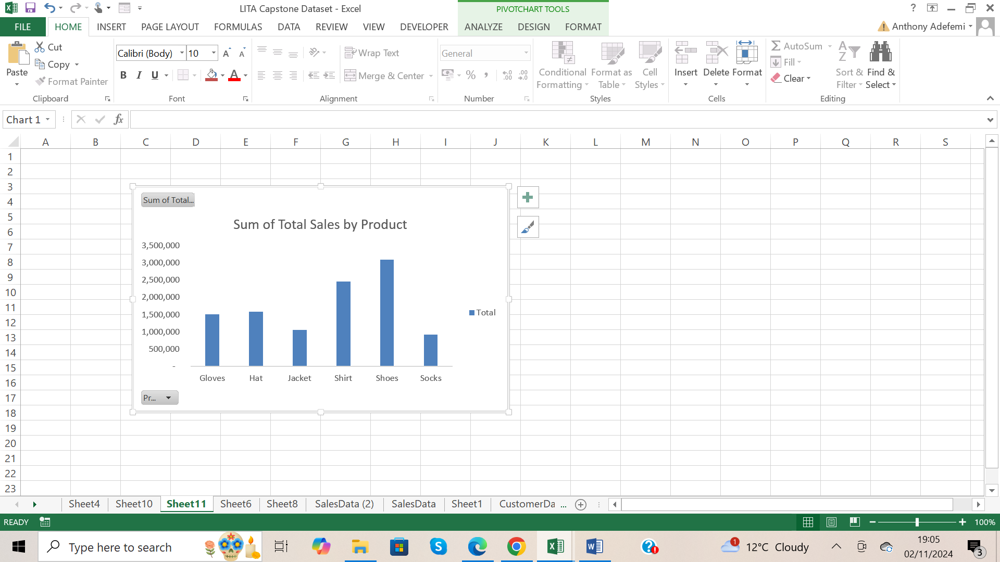 LITA Capstone Dataset - Excel
PIVOTCHART TOOLS
?
FILE HOME INSERT PAGE LAYOUT FORMULAS DATA REVIEW VIEW DEVELOPER ANALYZE DESIGN FORMAT Anthony Adefemi
Cut
Copy
Format Painter
Paste
Clipboard
Calibri (Body) 10 A A
B I U A
Font
Wrap Text
Merge & Center
Alignment
General
% , .0 .00 .00 .0
Number
Conditional Formatting
Format as Table
Cell Styles
Styles
Insert Delete Format
Cells
AutoSum
Fill
Clear
Sort & Filter
Find & Select
Editing
Chart 1 fx
A B C D E F G H I J K L M N O P Q R S
1
2
3
4
5
6
7
8
9
10
11
12
13
14
15
16
17
18
19
20
21
22
23
Sum of Total...
Sum of Total Sales by Product
3,500,000
3,000,000
2,500,000
2,000,000
1,500,000
1,000,000
500,000
-
Gloves Hat Jacket Shirt Shoes Socks
Total
Pr...
Sheet4 Sheet10 Sheet11 Sheet6 Sheet8 SalesData (2) SalesData Sheet1 CustomerDa ...
READY 100%
Type here to search
1
12°C Cloudy
19:05
02/11/2024
3